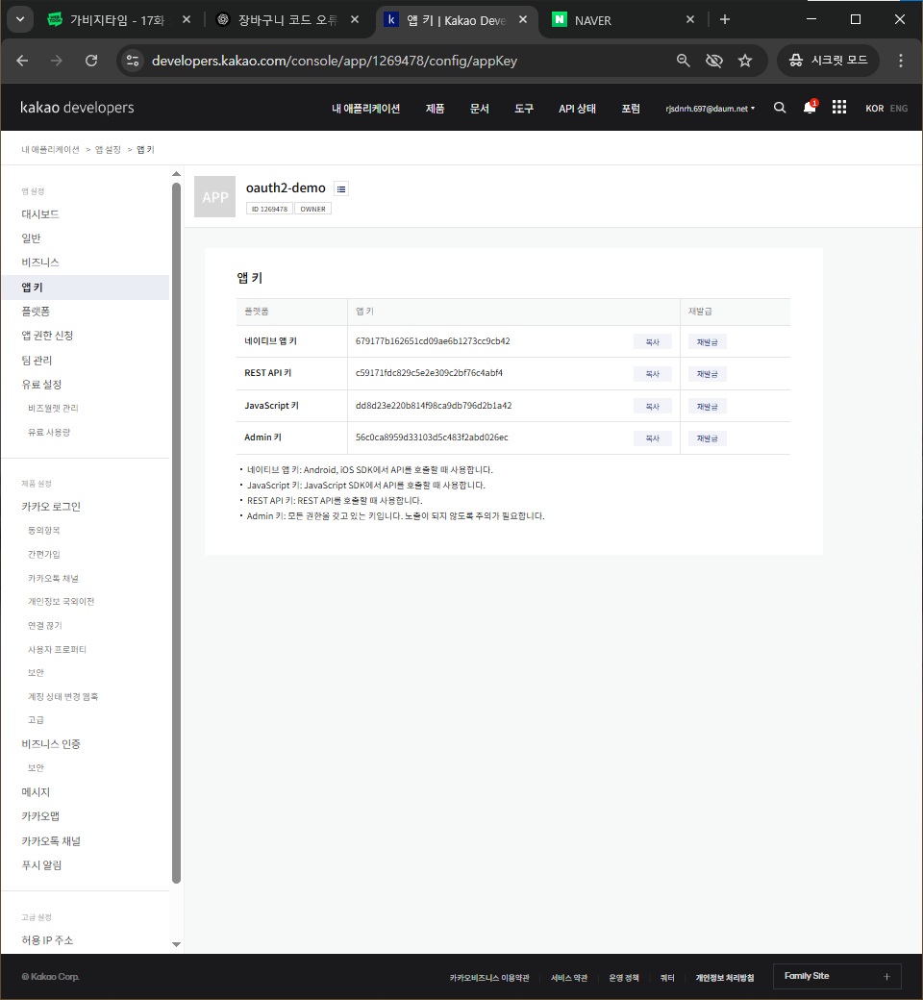 가비지타임 - 17화
장바구니 코드 오류
앱 키 | Kakao Deve
NAVER
developers.kakao.com/console/app/1269478/config/appKey
시크릿 모드
kakao developers
내 애플리케이션 제품 문서 도구 API 상태 포럼 rjsdnrh.697@daum.net 1 KOR ENG
내 애플리케이션 > 앱 설정 > 앱 키
앱 설정
대시보드
일반
비즈니스
앱 키
플랫폼
앱 권한 신청
팀 관리
유료 설정
비즈월렛 관리
유료 사용량
제품 설정
카카오 로그인
동의항목
간편가입
카카오톡 채널
개인정보 국외이전
연결 끊기
사용자 프로퍼티
보안
계정 상태 변경 웹훅
고급
비즈니스 인증
보안
메시지
카카오맵
카카오톡 채널
푸시 알림
고급 설정
허용 IP 주소
APP
oauth2-demo
ID 1269478 OWNER
앱 키
플랫폼 앱 키 재발급
네이티브 앱 키 679177b162651cd09ae6b1273cc9cb42 복사 재발급
REST API 키 c59171fdc829c5e2e309c2bf76c4abf4 복사 재발급
JavaScript 키 dd8d23e220b814f98ca9db796d2b1a42 복사 재발급
Admin 키 56c0ca8959d33103d5c483f2abd026ec 복사 재발급
• 네이티브 앱 키: Android, iOS SDK에서 API를 호출할 때 사용합니다.
• JavaScript 키: JavaScript SDK에서 API를 호출할 때 사용합니다.
• REST API 키: REST API를 호출할 때 사용합니다.
• Admin 키: 모든 권한을 갖고 있는 키입니다. 노출이 되지 않도록 주의가 필요합니다.
© Kakao Corp.
카카오비즈니스 이용약관 서비스 약관 운영 정책 쿼터 개인정보 처리방침 Family Site +